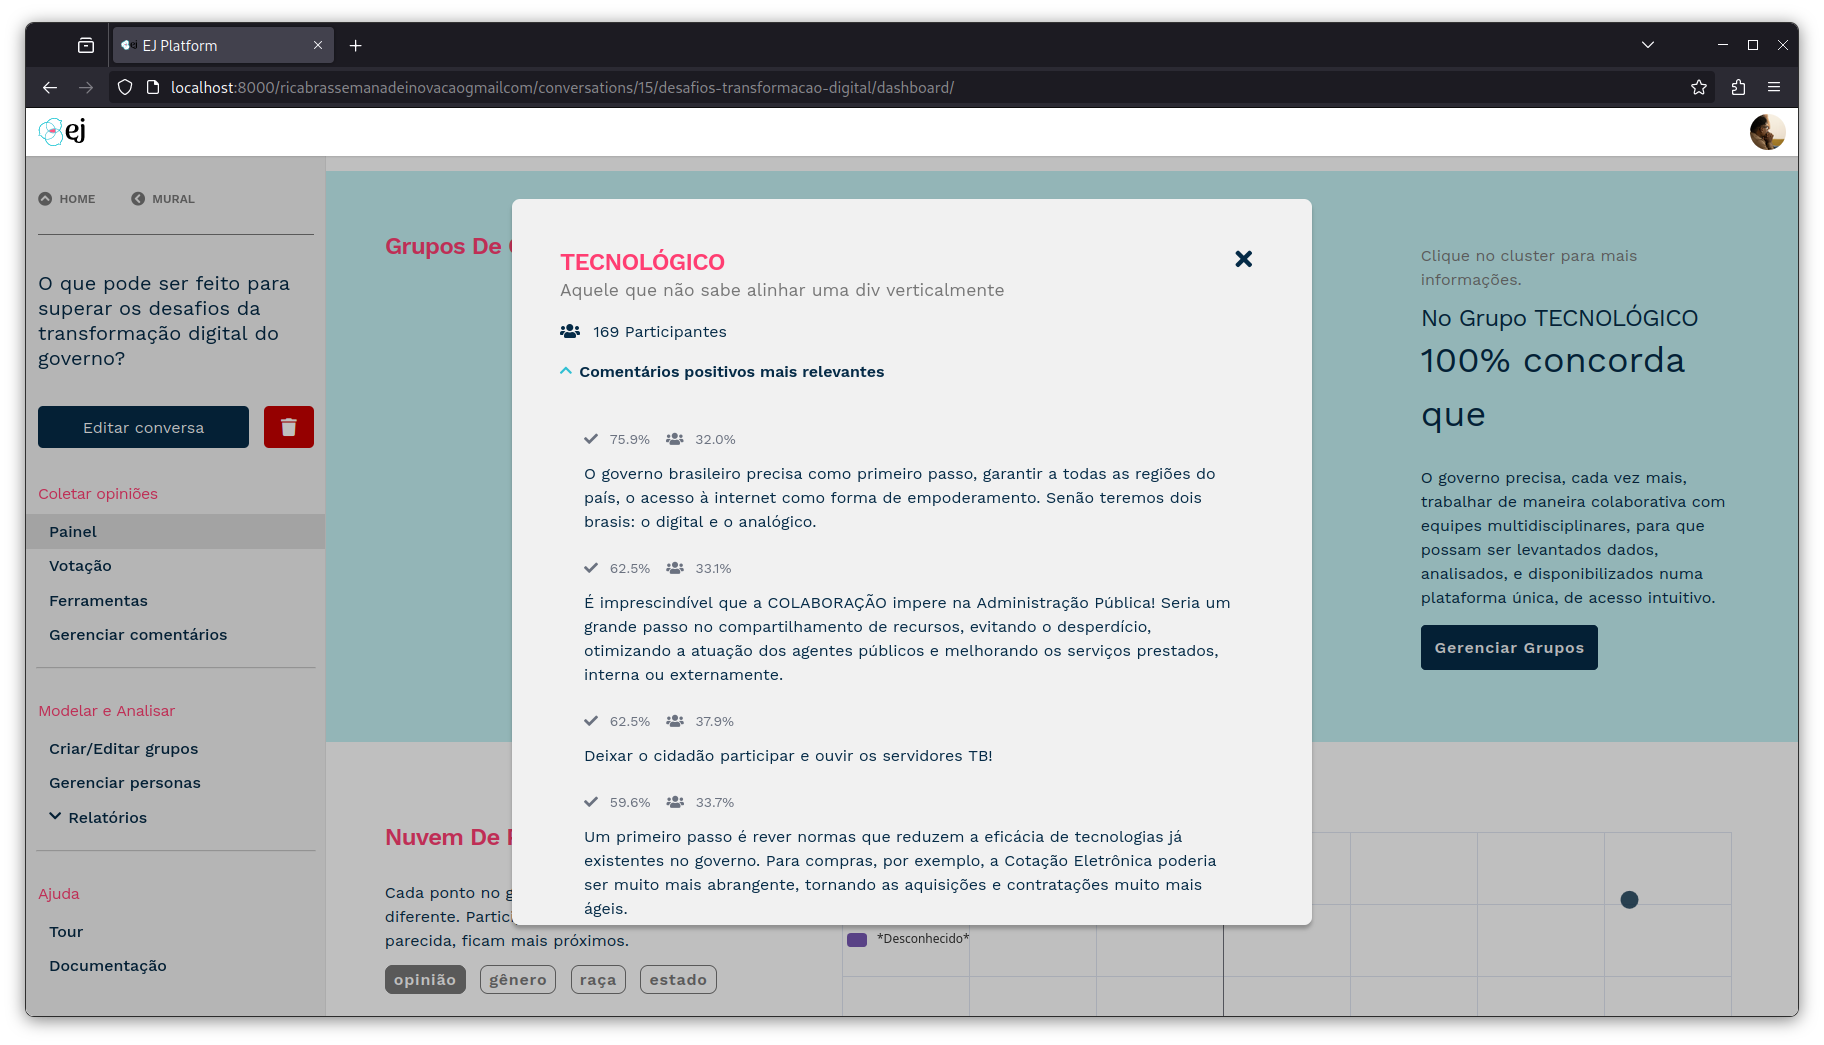 EJ Platform
localhost:8000/ricabrassemanadeinovacaogmailcom/conversations/15/desafios-transformacao-digital/dashboard/
ej
HOME
MURAL
O que pode ser feito para
superar os desafios da
transformação digital do
governo?
Editar conversa
Coletar opiniões
Painel
Votação
Ferramentas
Gerenciar comentários
Modelar e Analisar
Criar/Editar grupos
Gerenciar personas
Relatórios
Ajuda
Tour
Documentação
Grupos De
TECNOLÓGICO
Aquele que não sabe alinhar uma div verticalmente
169 Participantes
Comentários positivos mais relevantes
75.9% 32.0%
O governo brasileiro precisa como primeiro passo, garantir a todas as regiões do
país, o acesso à internet como forma de empoderamento. Senão teremos dois
brasis: o digital e o analógico.
62.5% 33.1%
É imprescindível que a COLABORAÇÃO impere na Administração Pública! Seria um
grande passo no compartilhamento de recursos, evitando o desperdício,
otimizando a atuação dos agentes públicos e melhorando os serviços prestados,
interna ou externamente.
62.5% 37.9%
Deixar o cidadão participar e ouvir os servidores TB!
59.6% 33.7%
Um primeiro passo é rever normas que reduzem a eficácia de tecnologias já
existentes no governo. Para compras, por exemplo, a Cotação Eletrônica poderia
ser muito mais abrangente, tornando as aquisições e contratações muito mais
ágeis.
Clique no cluster para mais
informações.
No Grupo TECNOLÓGICO
100% concorda
que
O governo precisa, cada vez mais,
trabalhar de maneira colaborativa com
equipes multidisciplinares, para que
possam ser levantados dados,
analisados, e disponibilizados numa
plataforma única, de acesso intuitivo.
Gerenciar Grupos
Nuvem De
Cada ponto no
diferente.
parecida, ficam mais próximos.
opinião
gênero
raça
estado
*Desconhecido*